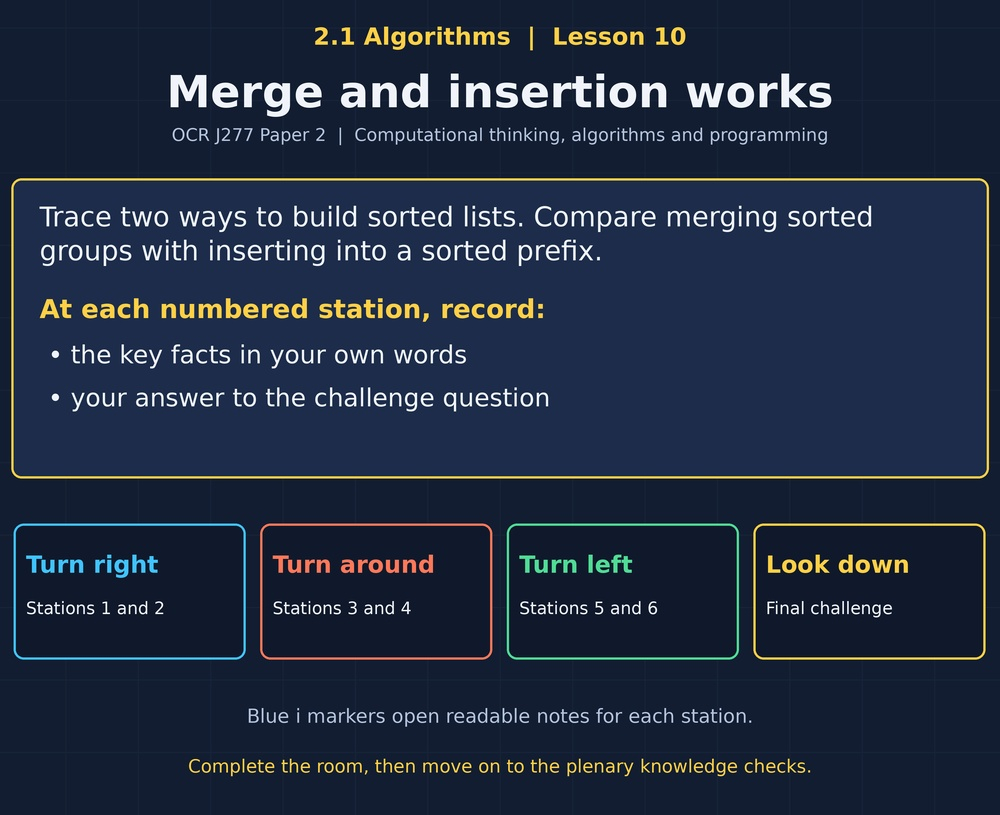 2.1 Algorithms | Lesson 10
Merge and insertion works
OCR J277 Paper 2 | Computational thinking, algorithms and programming
Trace two ways to build sorted lists. Compare merging sorted
groups with inserting into a sorted prefix.
At each numbered station, record:
• the key facts in your own words
• your answer to the challenge question
Turn right
Stations 1 and 2
Turn around
Stations 3 and 4
Turn left
Stations 5 and 6
Look down
Final challenge
Blue i markers open readable notes for each station.
Complete the room, then move on to the plenary knowledge checks.